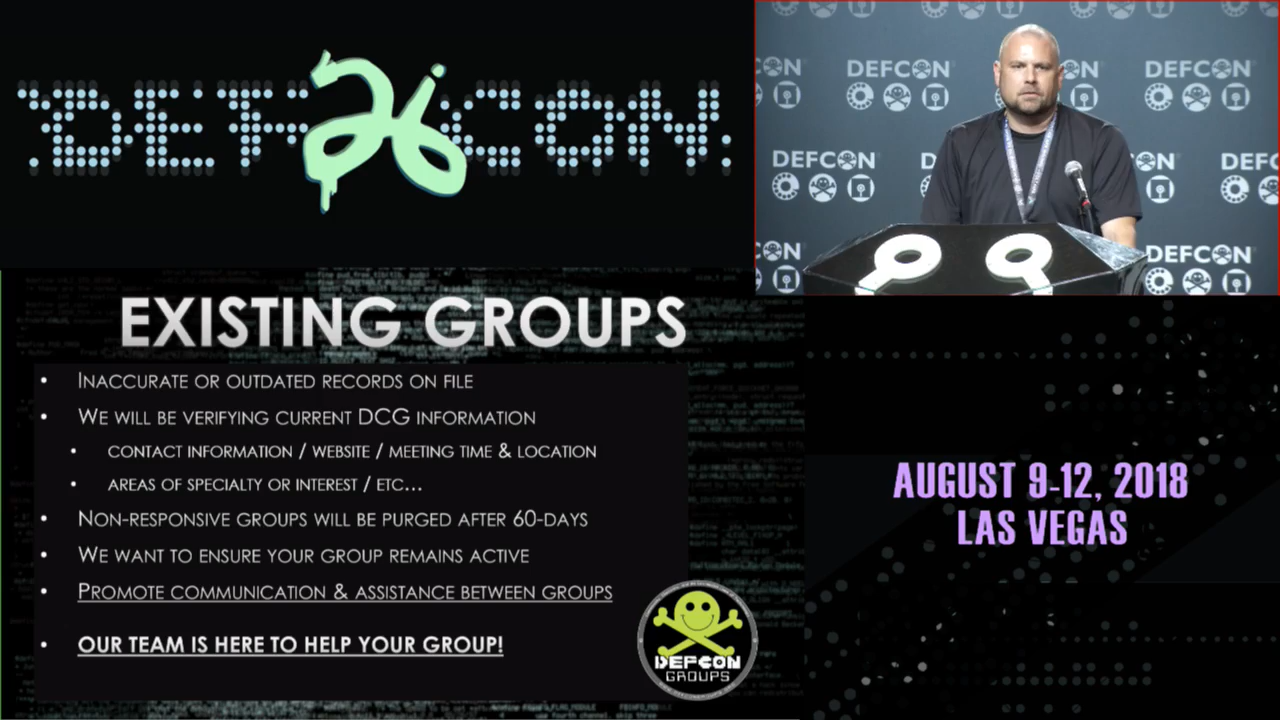 DEFCON
26
DEFCON
DEFCON
DEFCON
DEFCON
DEFCON
EXISTING GROUPS
• INACCURATE OR OUTDATED RECORDS ON FILE
• WE WILL BE VERIFYING CURRENT DCG INFORMATION
• CONTACT INFORMATION / WEBSITE / MEETING TIME & LOCATION
• AREAS OF SPECIALTY OR INTEREST / ETC...
• NON-RESPONSIVE GROUPS WILL BE PURGED AFTER 60-DAYS
• WE WANT TO ENSURE YOUR GROUP REMAINS ACTIVE
• PROMOTE COMMUNICATION & ASSISTANCE BETWEEN GROUPS
• OUR TEAM IS HERE TO HELP YOUR GROUP!
DEFCON
GROUPS
AUGUST 9-12, 2018
LAS VEGAS